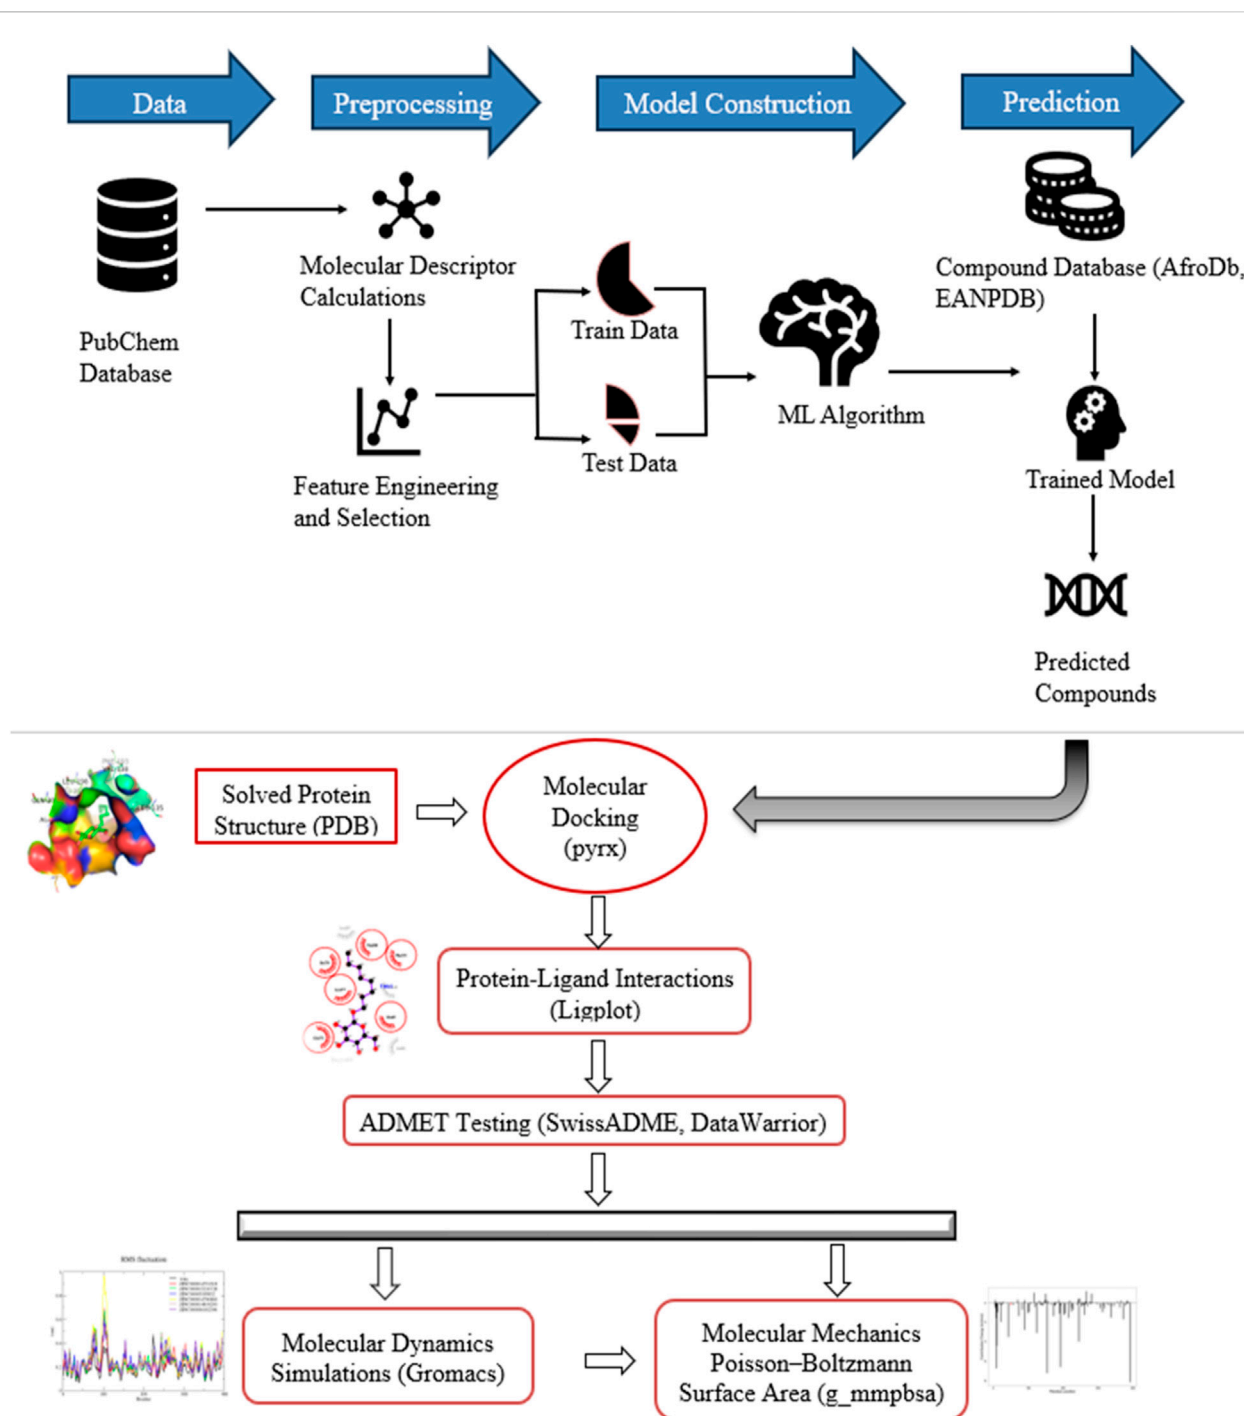 Data
Preprocessing
Model Construction
Prediction
PubChem
Database
Molecular Descriptor
Calculations
Feature Engineering
and Selection
Train Data
Test Data
ML Algorithm
Compound Database (AfroDb,
EANPDB)
Trained Model
Predicted
Compounds
Solved Protein
Structure (PDB)
Molecular
Docking
(pyrx)
Protein-Ligand Interactions
(Ligplot)
ADMET Testing (SwissADME, DataWarrior)
RMS fluctuation
Molecular Dynamics
Simulations (Gromacs)
Molecular Mechanics
Poisson–Boltzmann
Surface Area (g_mmpbsa)